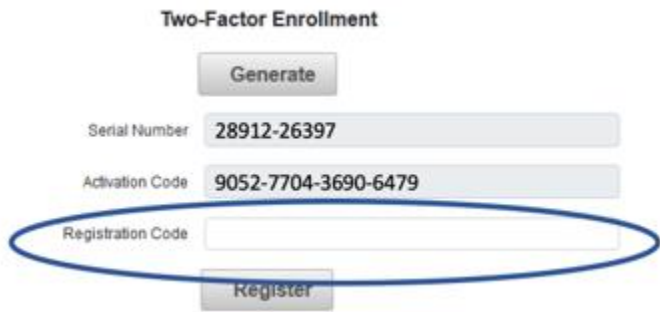 Two-Factor Enrollment
Generate
Serial Number 28912-26397
Activation Code 9052-7704-3690-6479
Registration Code
Register